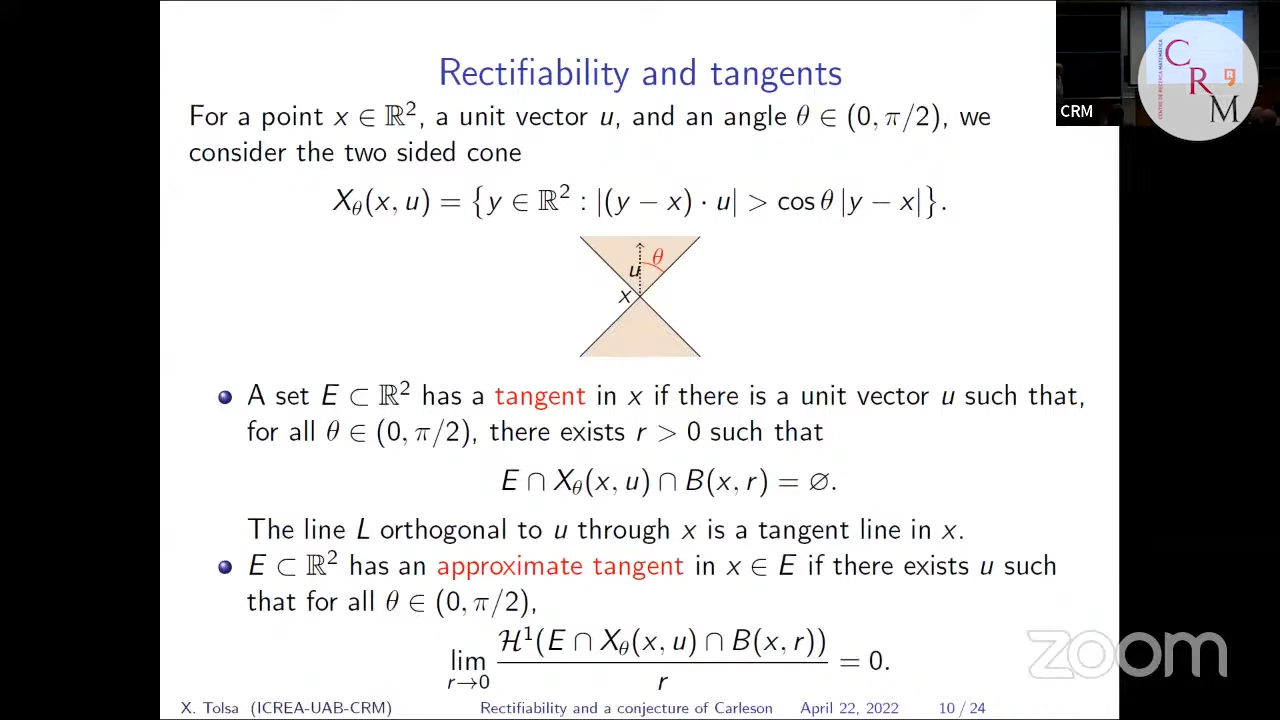 Rectifiability and tangents
For a point x ∈ ℝ², a unit vector u, and an angle θ ∈ (0, π/2), we
consider the two sided cone
X_θ(x, u) = {y ∈ ℝ² : |(y − x) · u| > cos θ |y − x|}.
θ
u
x
A set E ⊂ ℝ² has a tangent in x if there is a unit vector u such that,
for all θ ∈ (0, π/2), there exists r > 0 such that
E ∩ X_θ(x, u) ∩ B(x, r) = ∅.
The line L orthogonal to u through x is a tangent line in x.
E ⊂ ℝ² has an approximate tangent in x ∈ E if there exists u such
that for all θ ∈ (0, π/2),
lim_{r→0} ℋ¹(E ∩ X_θ(x, u) ∩ B(x, r)) / r = 0.
X. Tolsa (ICREA-UAB-CRM) Rectifiability and a conjecture of Carleson April 22, 2022 10 / 24
CRM
CENTRE DE RECERCA MATEMÀTICA
C
R
M
zoom